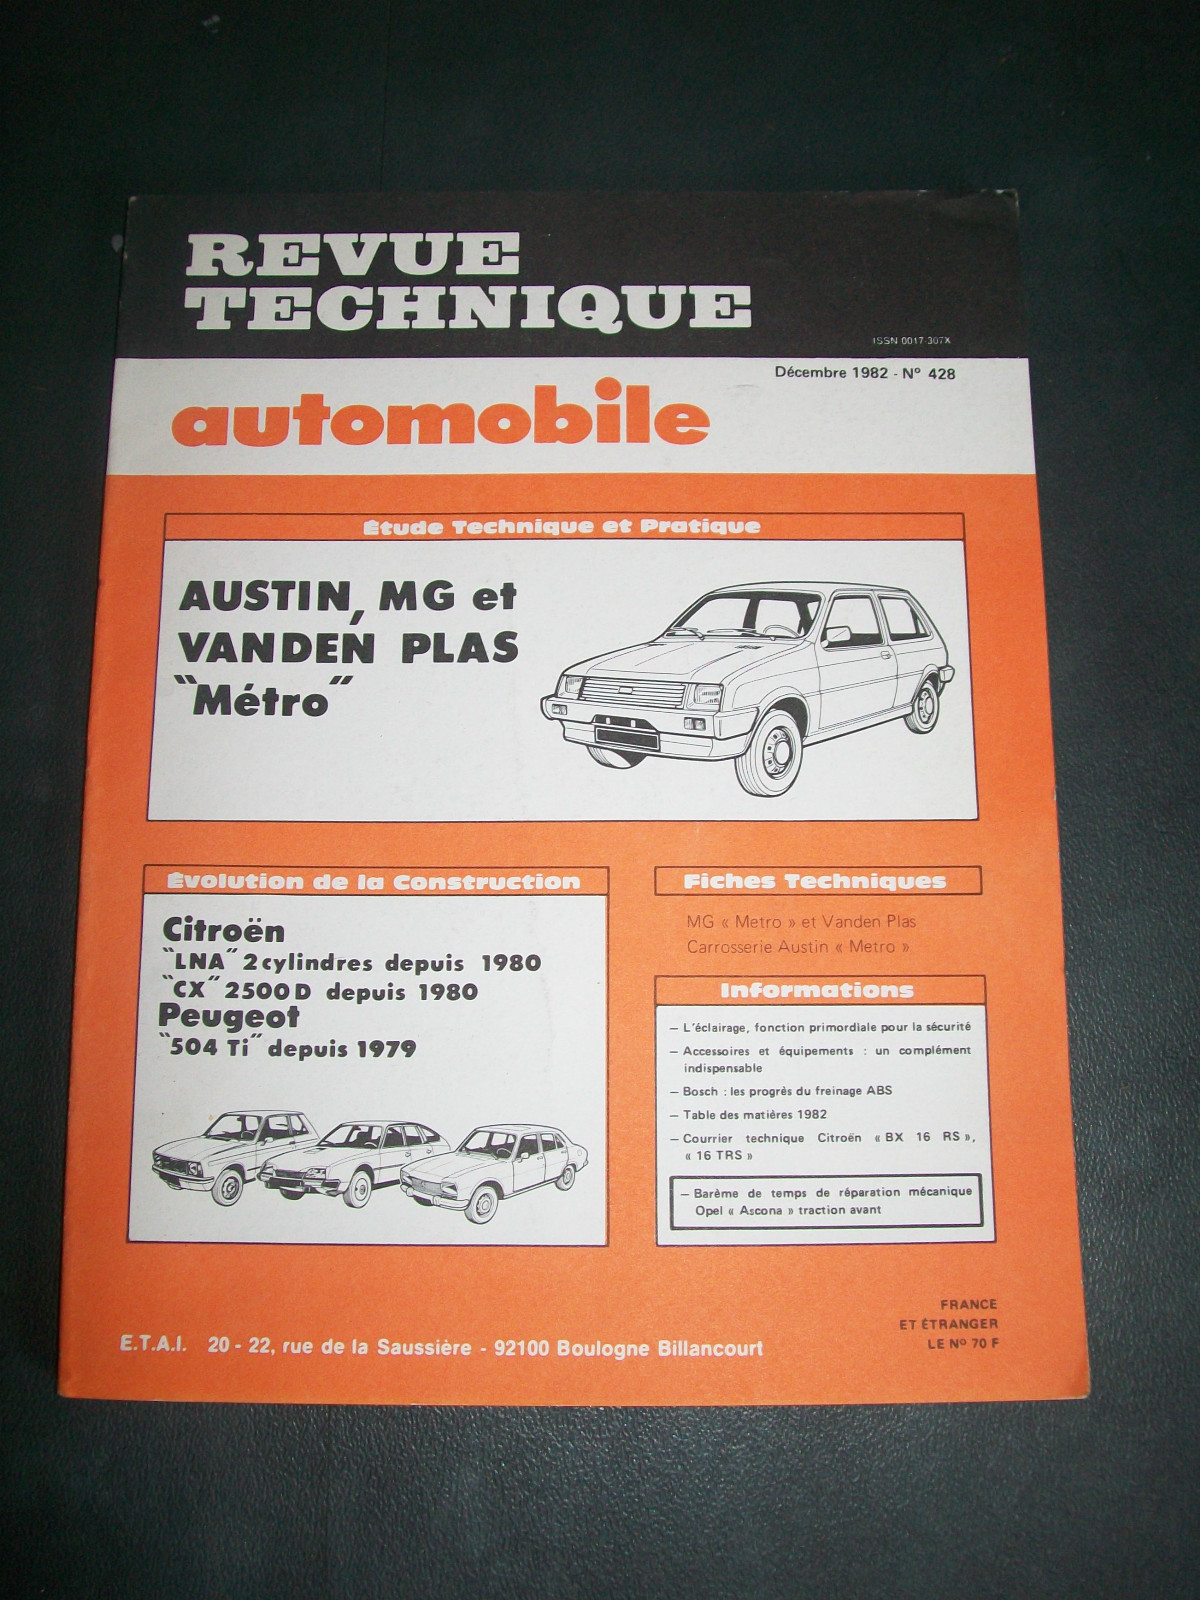 REVUE
TECHNIQUE
ISSN 0017-307X
Décembre 1982 - Nº 428
automobile
Étude Technique et Pratique
AUSTIN, MG et
VANDEN PLAS
"Métro"
Évolution de la Construction
Citroën
"LNA" 2 cylindres depuis 1980
"CX" 2500 D depuis 1980
Peugeot
"504 Ti" depuis 1979
Fiches Techniques
MG « Metro » et Vanden Plas
Carrosserie Austin « Metro »
Informations
— L'éclairage, fonction primordiale pour la sécurité
— Accessoires et équipements : un complément
indispensable
— Bosch : les progrès du freinage ABS
— Table des matières 1982
— Courrier technique Citroën « BX 16 RS »,
« 16 TRS »
— Barème de temps de réparation mécanique
Opel « Ascona » traction avant
FRANCE
ET ÉTRANGER
LE Nº 70 F
E.T.A.I. 20 - 22, rue de la Saussière - 92100 Boulogne Billancourt